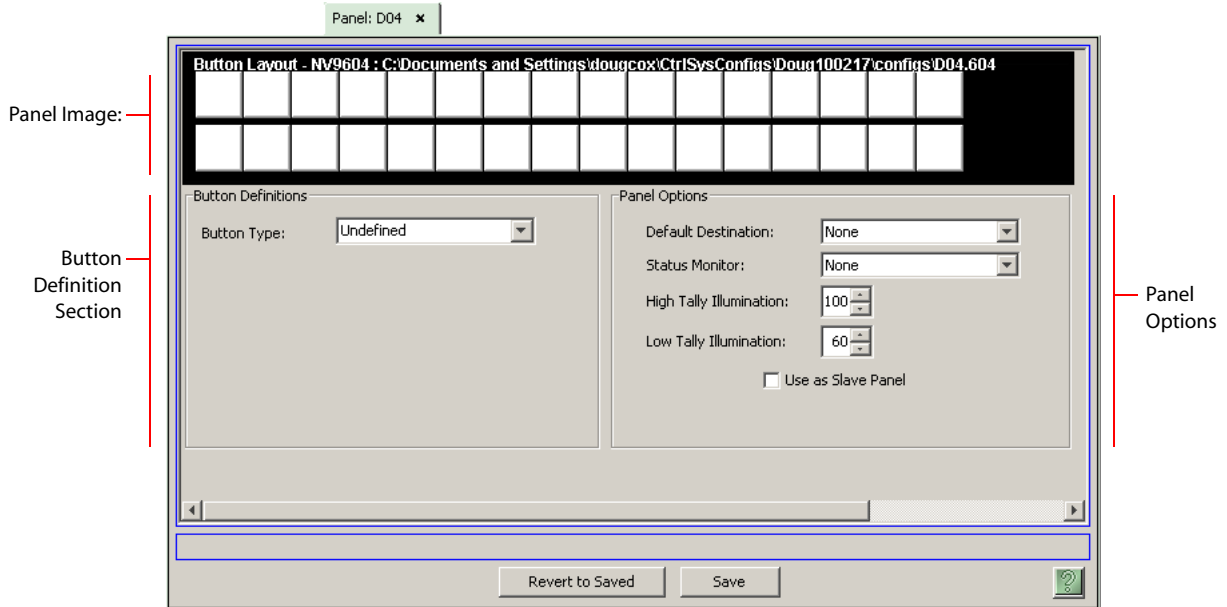 Panel: D04 ×
Button Layout - NV9604 : C:\Documents and Settings\dougcox\CtrlSysConfigs\Doug100217\configs\D04.604
Panel Image:
Button Definitions
Button Type: Undefined
Button
Definition
Section
Panel Options
Default Destination: None
Status Monitor: None
High Tally Illumination: 100
Low Tally Illumination: 60
Use as Slave Panel
Panel
Options
Revert to Saved
Save
?